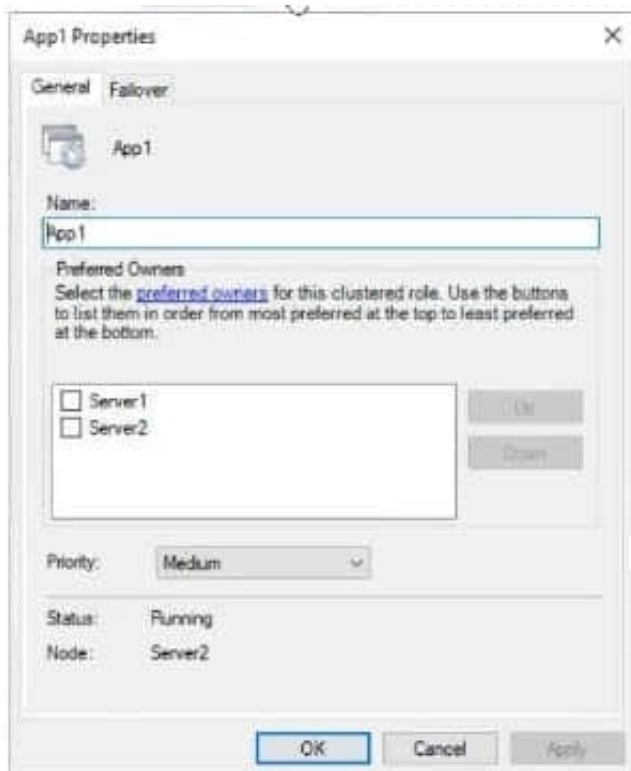 App1 Properties
General
Failover
App1
Name:
App1
Preferred Owners
Select the preferred owners for this clustered role. Use the buttons
to list them in order from most preferred at the top to least preferred
at the bottom.
Server1
Up
Server2
Down
Priority: Medium
Status: Running
Node: Server2
OK Cancel Apply